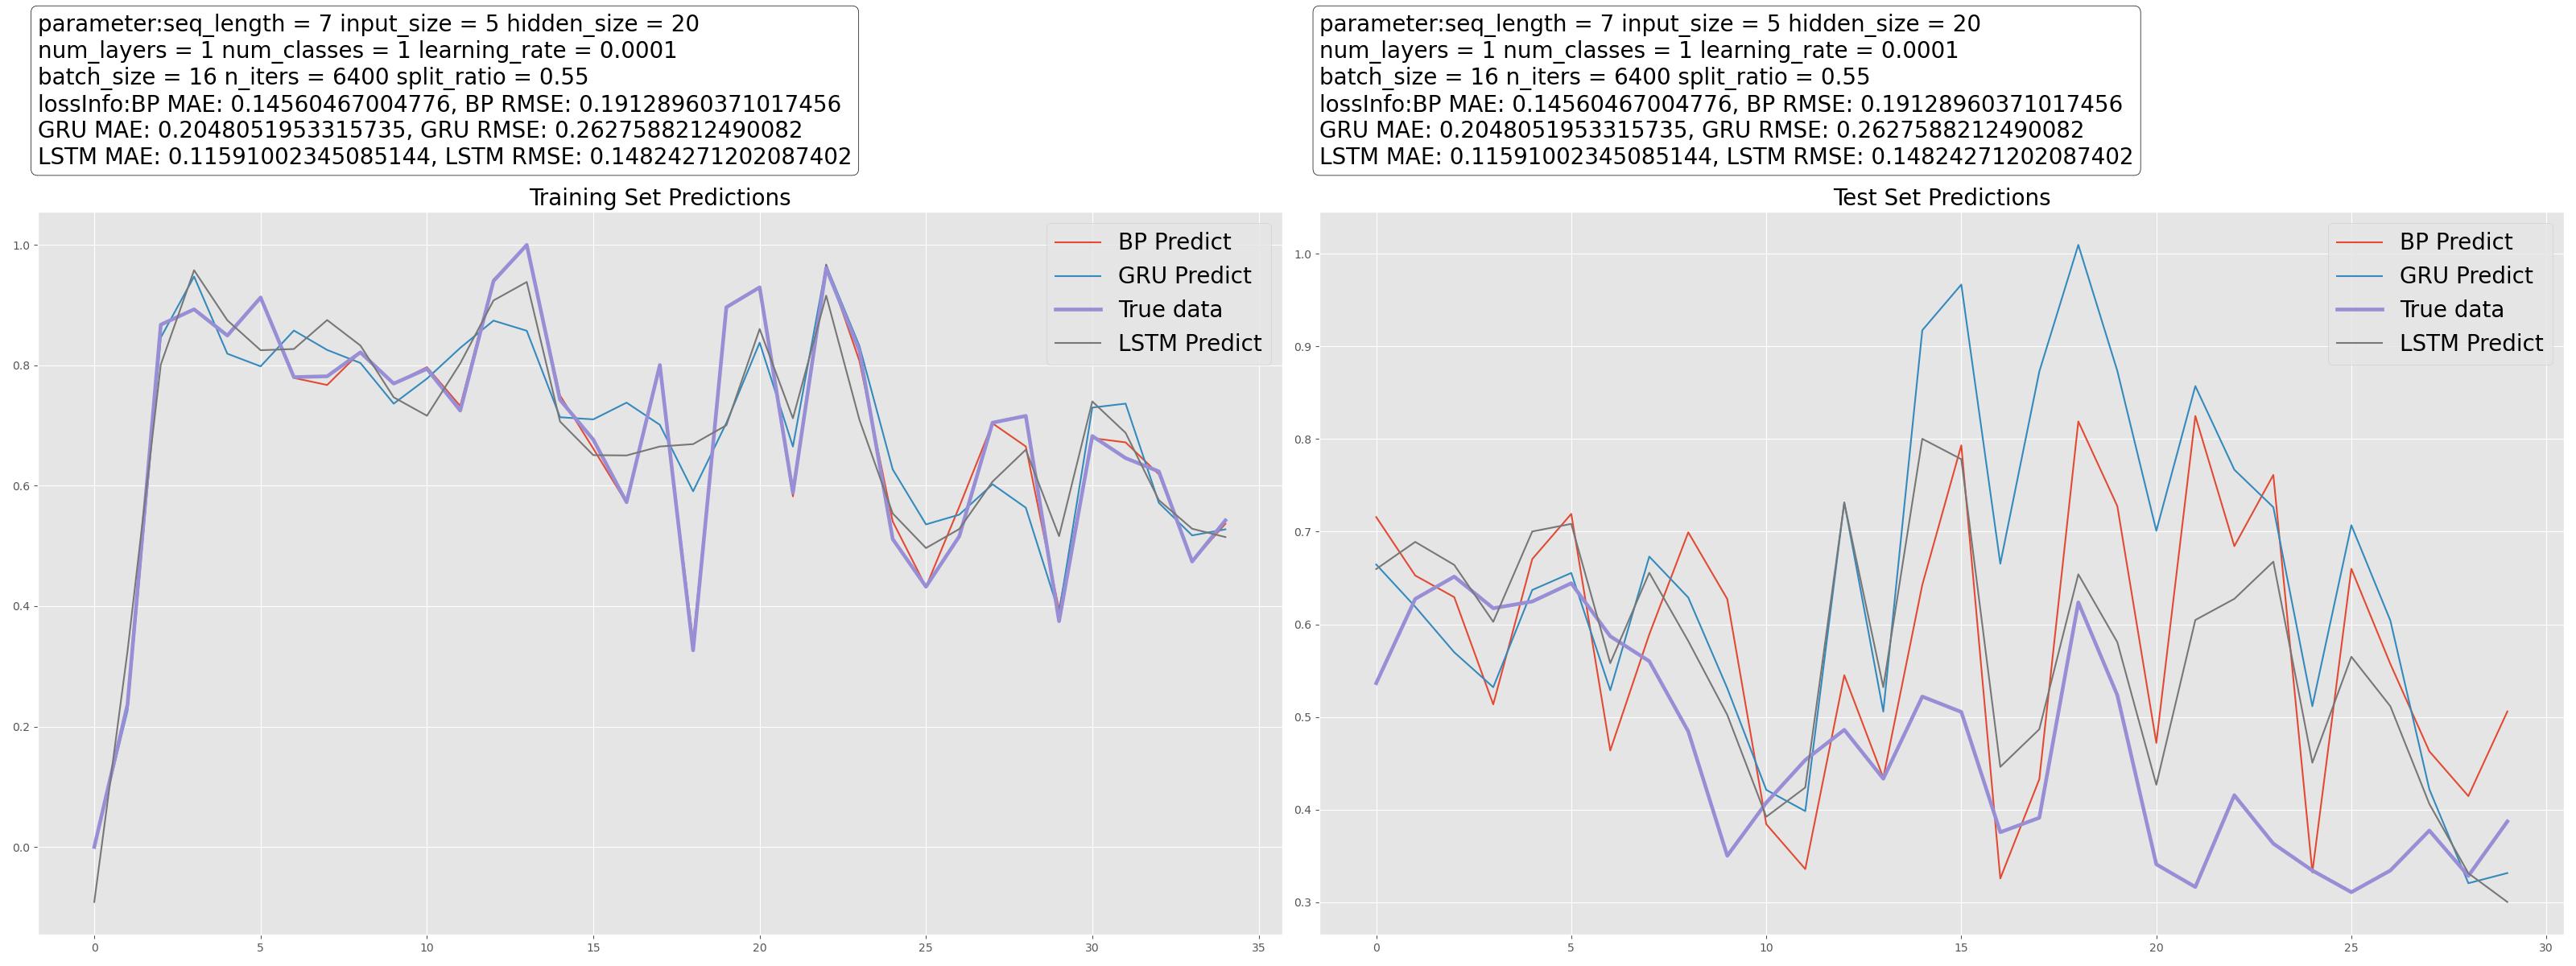 parameter:seq_length = 7 input_size = 5 hidden_size = 20
num_layers = 1 num_classes = 1 learning_rate = 0.0001
batch_size = 16 n_iters = 6400 split_ratio = 0.55
lossInfo:BP MAE: 0.14560467004776, BP RMSE: 0.19128960371017456
GRU MAE: 0.2048051953315735, GRU RMSE: 0.2627588212490082
LSTM MAE: 0.11591002345085144, LSTM RMSE: 0.14824271202087402
Training Set Predictions
BP Predict
GRU Predict
True data
LSTM Predict
1.0
0.8
0.6
0.4
0.2
0.0
0 5 10 15 20 25 30 35
parameter:seq_length = 7 input_size = 5 hidden_size = 20
num_layers = 1 num_classes = 1 learning_rate = 0.0001
batch_size = 16 n_iters = 6400 split_ratio = 0.55
lossInfo:BP MAE: 0.14560467004776, BP RMSE: 0.19128960371017456
GRU MAE: 0.2048051953315735, GRU RMSE: 0.2627588212490082
LSTM MAE: 0.11591002345085144, LSTM RMSE: 0.14824271202087402
Test Set Predictions
BP Predict
GRU Predict
True data
LSTM Predict
1.0
0.9
0.8
0.7
0.6
0.5
0.4
0.3
0 5 10 15 20 25 30